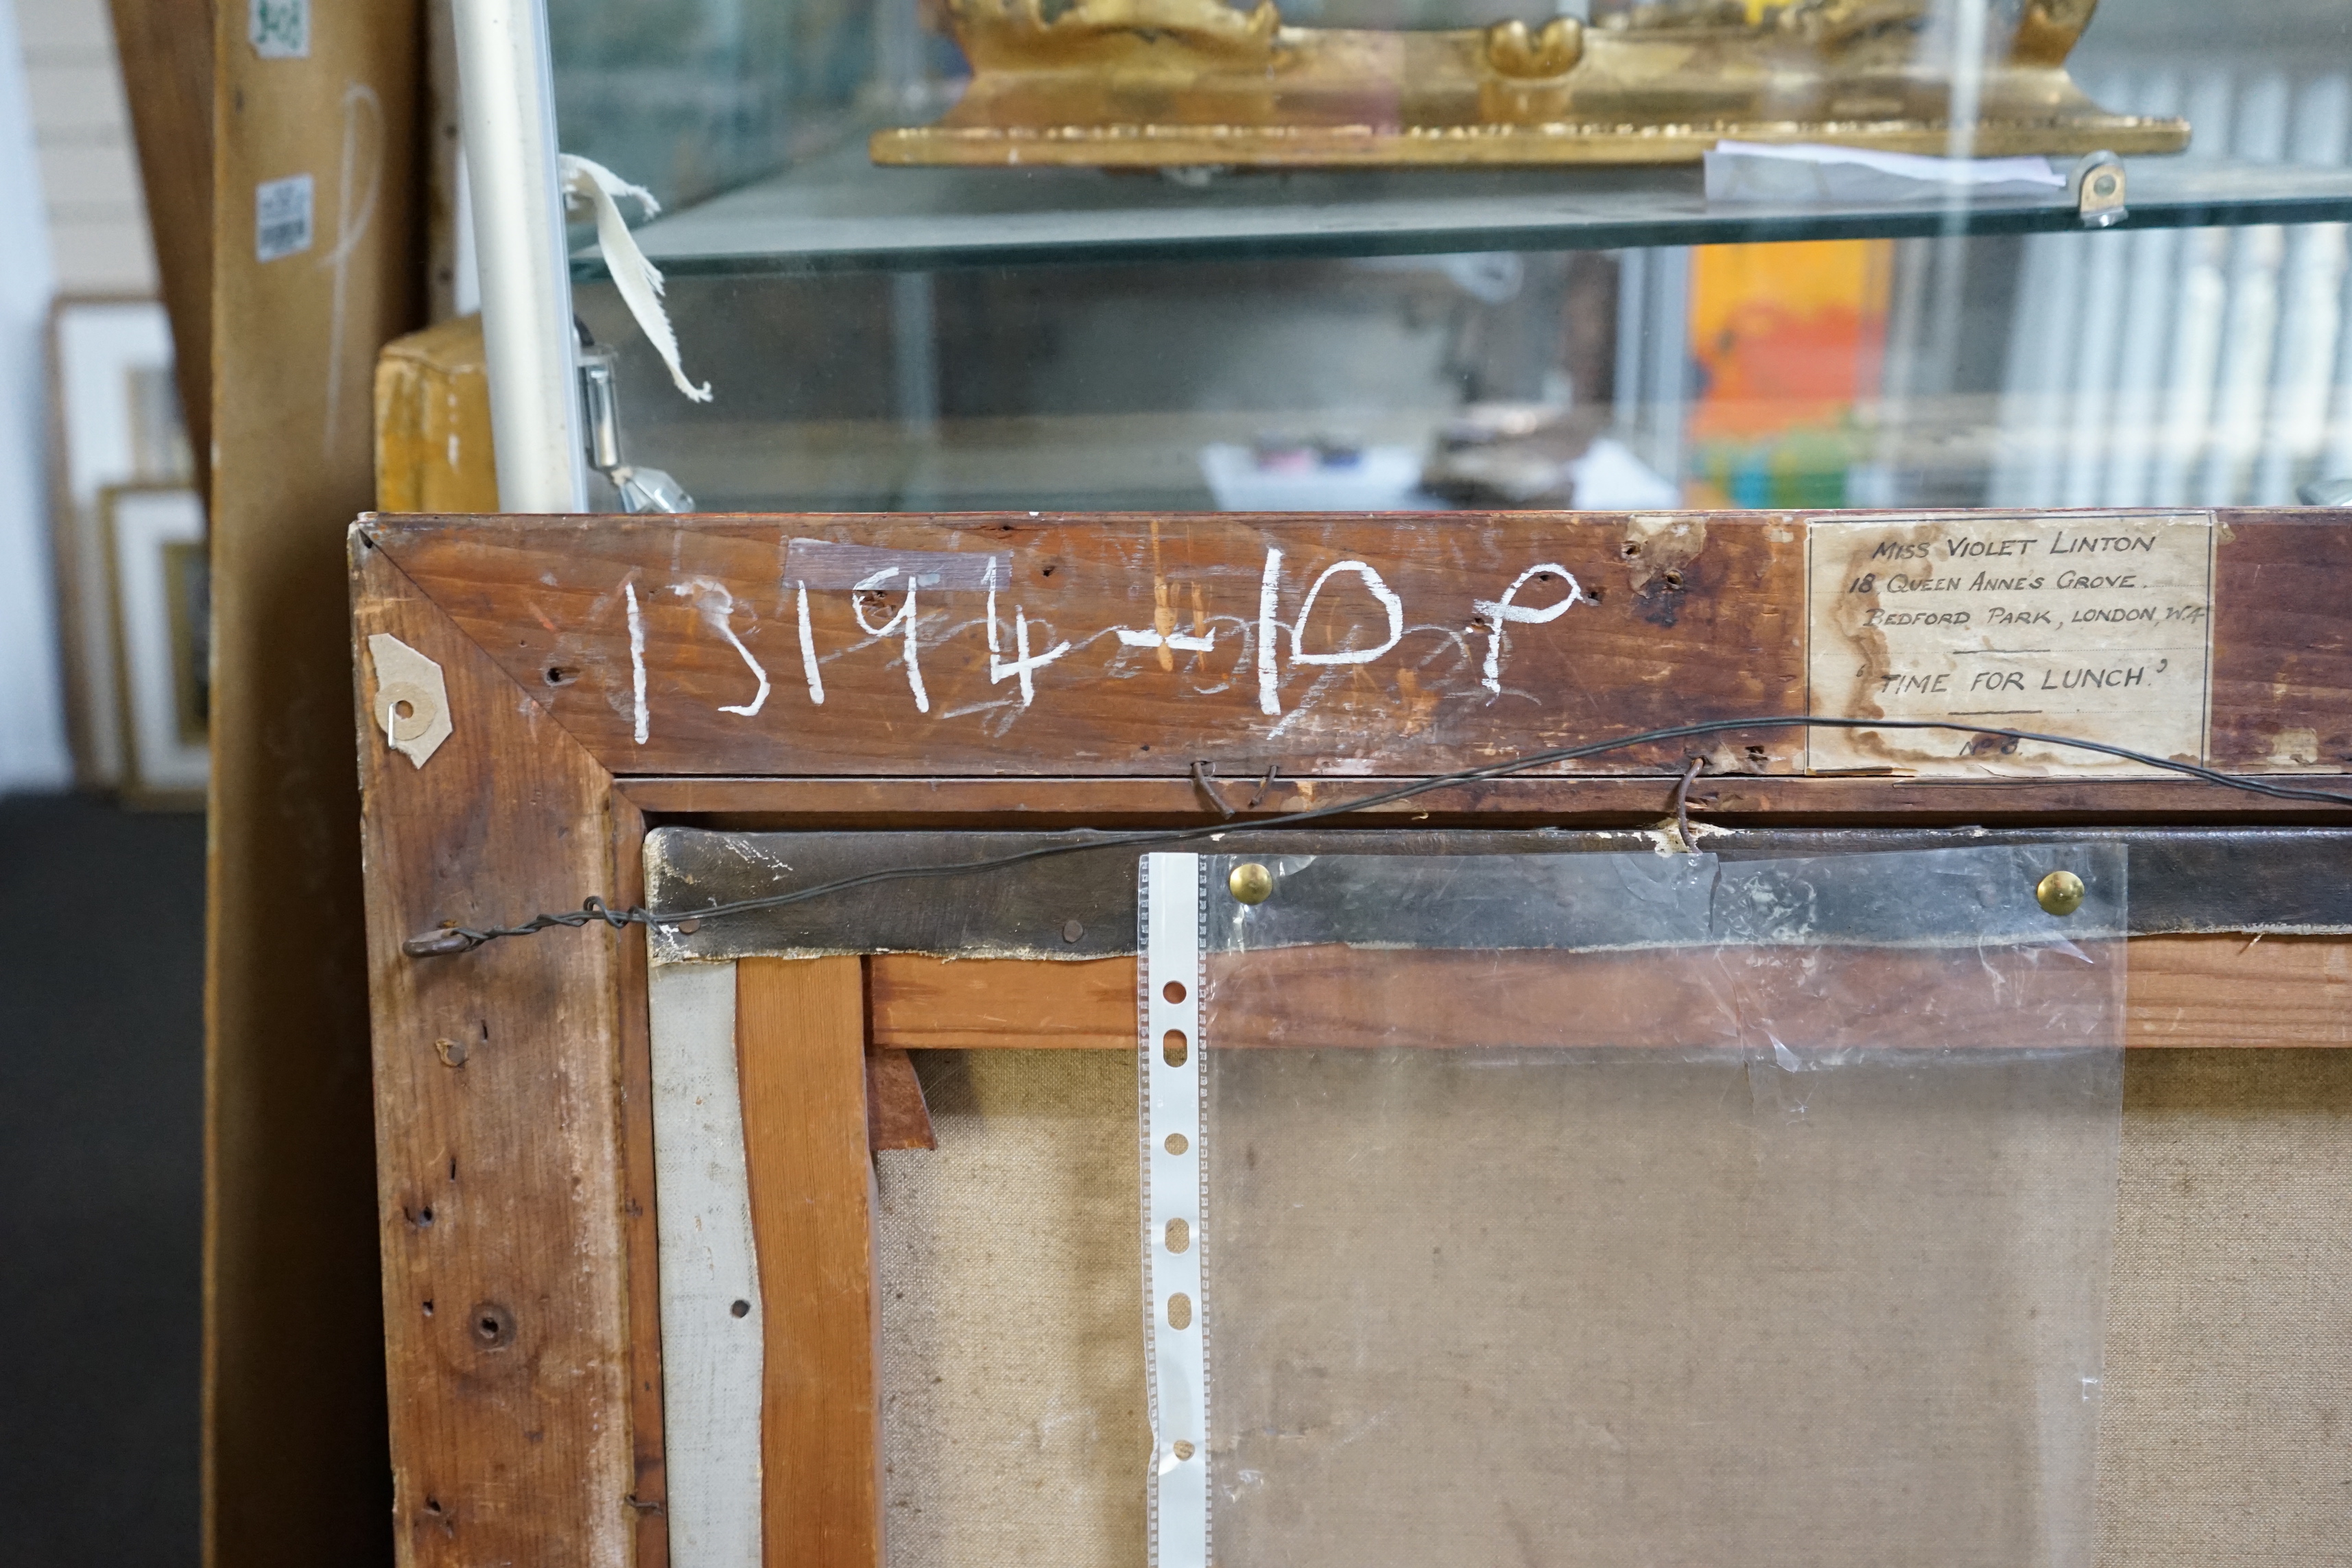 13194-10 P
MISS VIOLET LINTON
18 QUEEN ANNE'S GROVE.
BEDFORD PARK, LONDON, W.4
'TIME FOR LUNCH.'